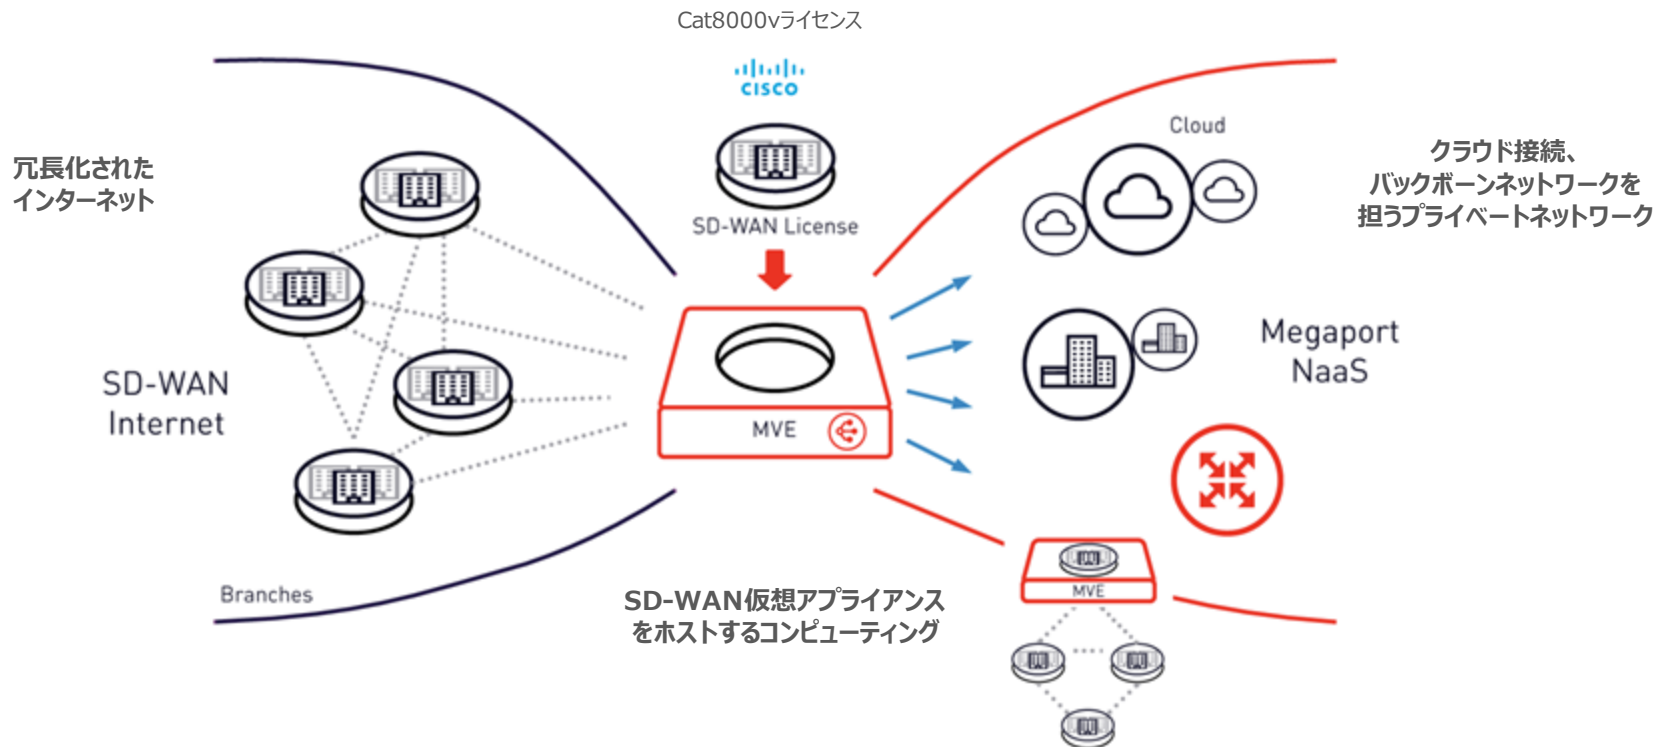 Cat8000vライセンス
CISCO
SD-WAN License
冗長化された
インターネット
SD-WAN
Internet
Branches
MVE
SD-WAN仮想アプライアンス
をホストするコンピューティング
Cloud
クラウド接続、
バックボーンネットワークを
担うプライベートネットワーク
Megaport
NaaS
MVE